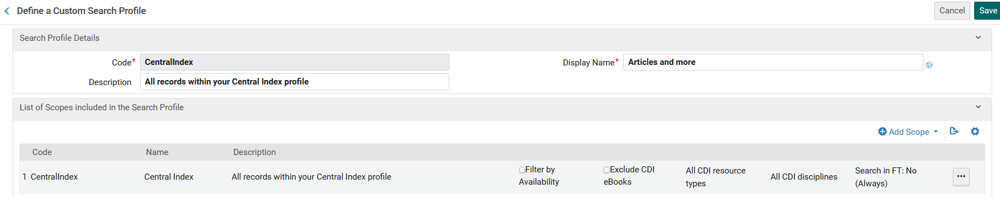 Define a Custom Search Profile
Cancel
Save
Search Profile Details
Code*
CentralIndex
Display Name*
Articles and more
Description
All records within your Central Index profile
List of Scopes included in the Search Profile
Add Scope
Code Name Description
1 CentralIndex Central Index All records within your Central Index profile
Filter by
Availability
Exclude CDI
eBooks
All CDI resource
types
All CDI disciplines
Search in FT: No
(Always)